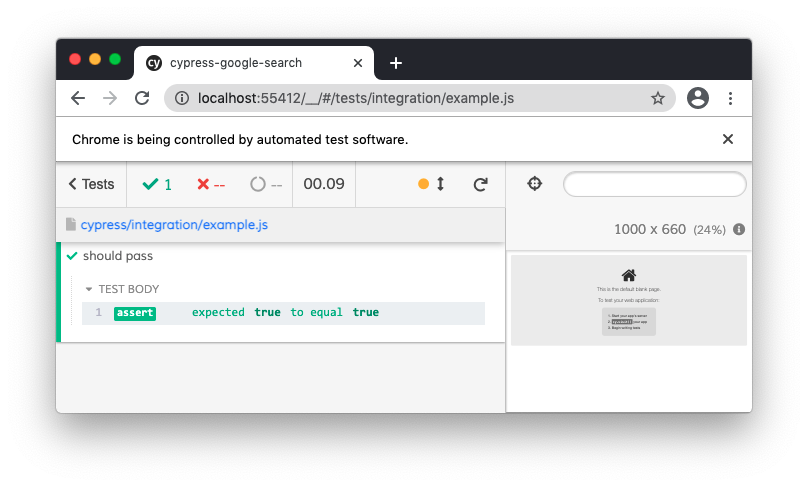 cy cypress-google-search
localhost:55412/__/#/tests/integration/example.js
Chrome is being controlled by automated test software.
Tests 1 -- -- 00.09
cypress/integration/example.js
1000 x 660 (24%)
should pass
TEST BODY
1 assert expected true to equal true
This is the default blank page.
To test your web application:
1. Start your app's server
2. your app
3. Begin writing tests